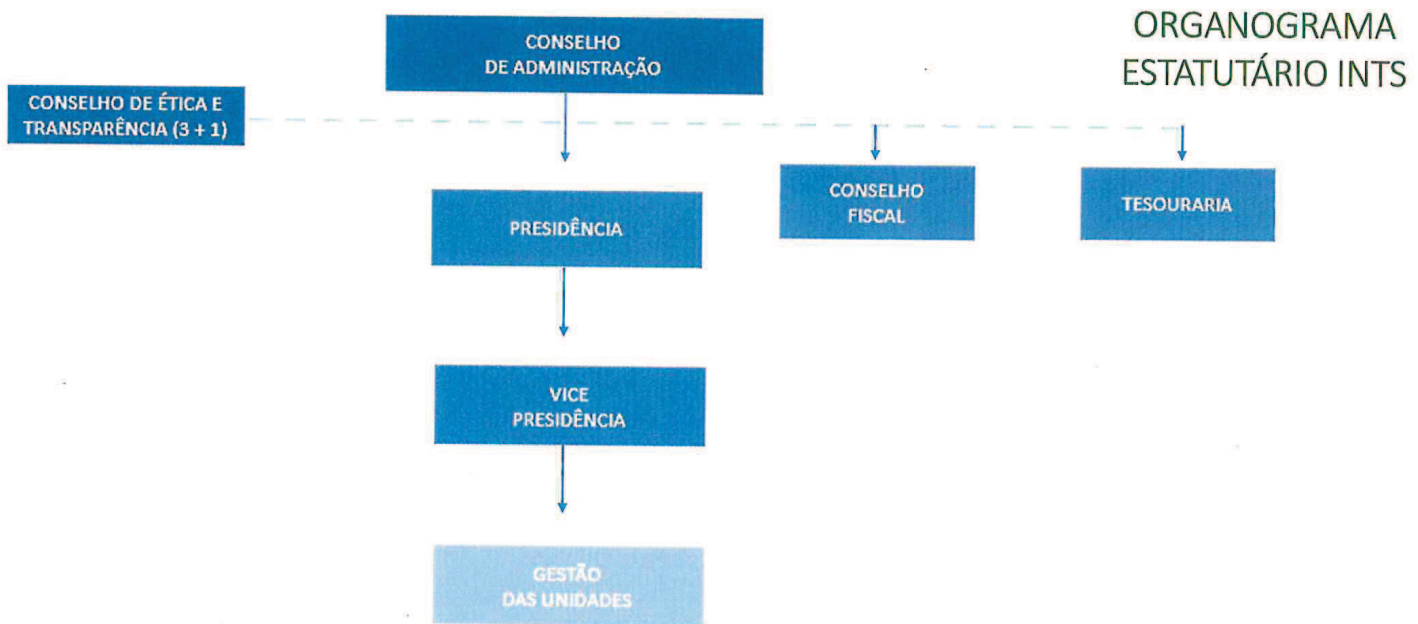 ORGANOGRAMA
ESTATUTÁRIO INTS
CONSELHO
DE ADMINISTRAÇÃO
CONSELHO DE ÉTICA E
TRANSPARÊNCIA (3 + 1)
CONSELHO
FISCAL
TESOURARIA
PRESIDÊNCIA
VICE
PRESIDÊNCIA
GESTÃO
DAS UNIDADES